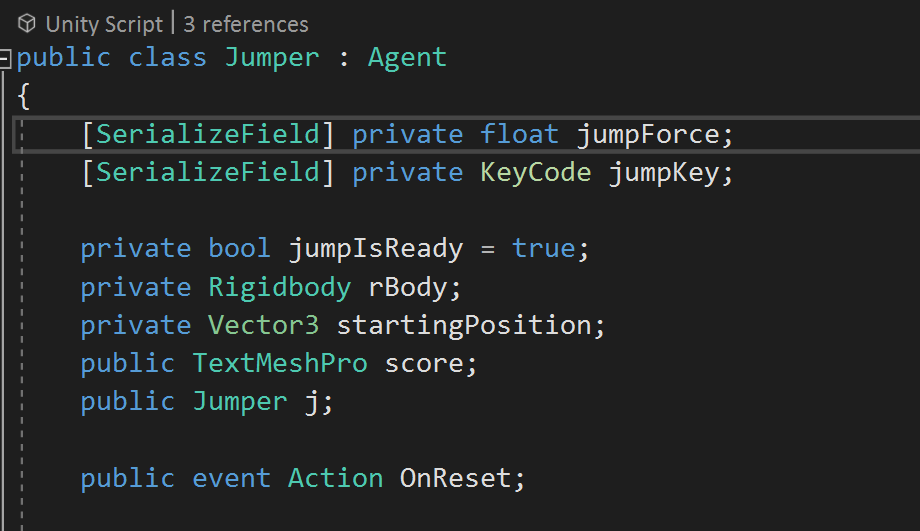 Unity Script | 3 references
public class Jumper : Agent
{
[SerializeField] private float jumpForce;
[SerializeField] private KeyCode jumpKey;
private bool jumpIsReady = true;
private Rigidbody rBody;
private Vector3 startingPosition;
public TextMeshPro score;
public Jumper j;
public event Action OnReset;